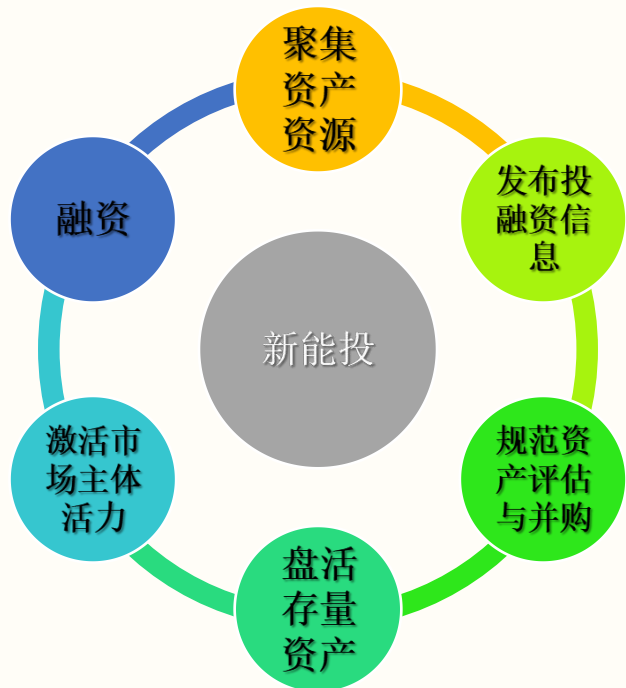 聚集
资产
资源
发布投
融资信
息
规范资
产评估
与并购
盘活
存量
资产
激活市
场主体
活力
融资
新能投